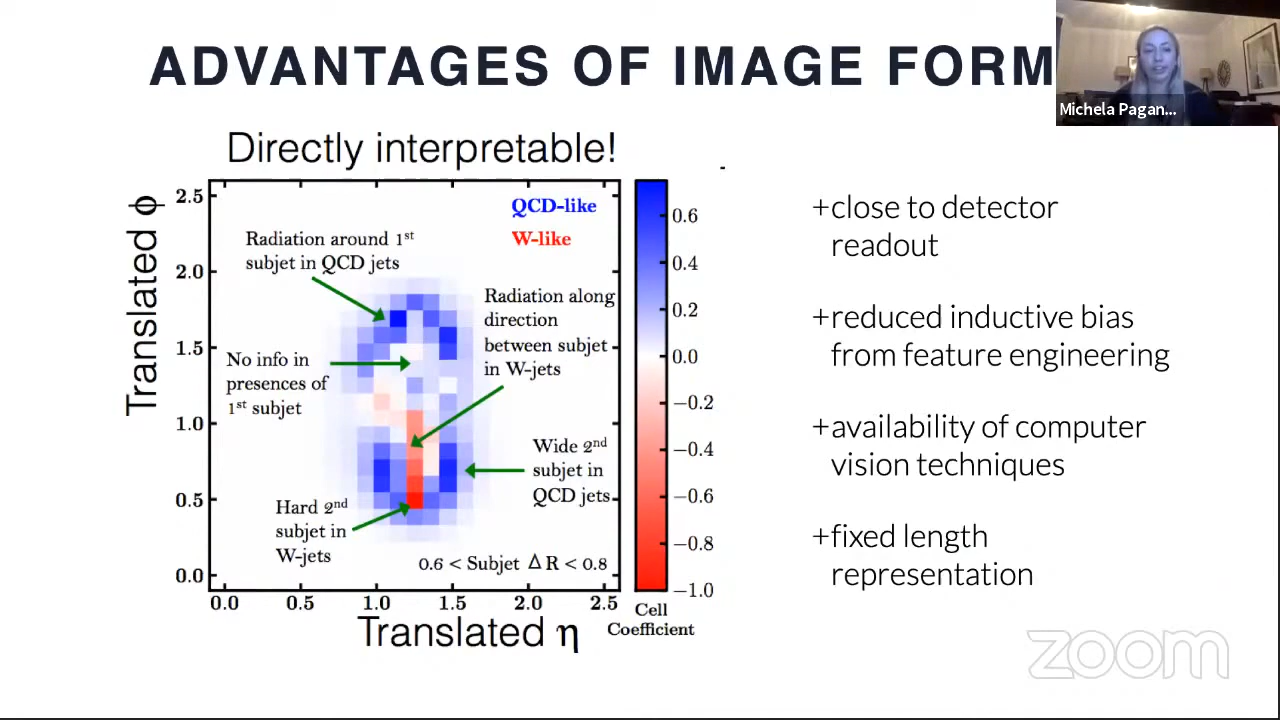 ADVANTAGES OF IMAGE FORM
Michela Pagan...
Directly interpretable!
Translated ϕ
2.5
2.0
1.5
1.0
0.5
0.0
QCD-like
W-like
Radiation around 1st
subjet in QCD jets
Radiation along
direction
between subjet
in W-jets
No info in
presences of
1st subjet
Wide 2nd
subjet in
QCD jets
Hard 2nd
subjet in
W-jets
0.6 < Subjet Δ R < 0.8
0.0 0.5 1.0 1.5 2.0 2.5
Translated η
0.6
0.4
0.2
0.0
−0.2
−0.4
−0.6
−0.8
−1.0
Cell
Coefficient
+close to detector
readout
+reduced inductive bias
from feature engineering
+availability of computer
vision techniques
+fixed length
representation
zoom